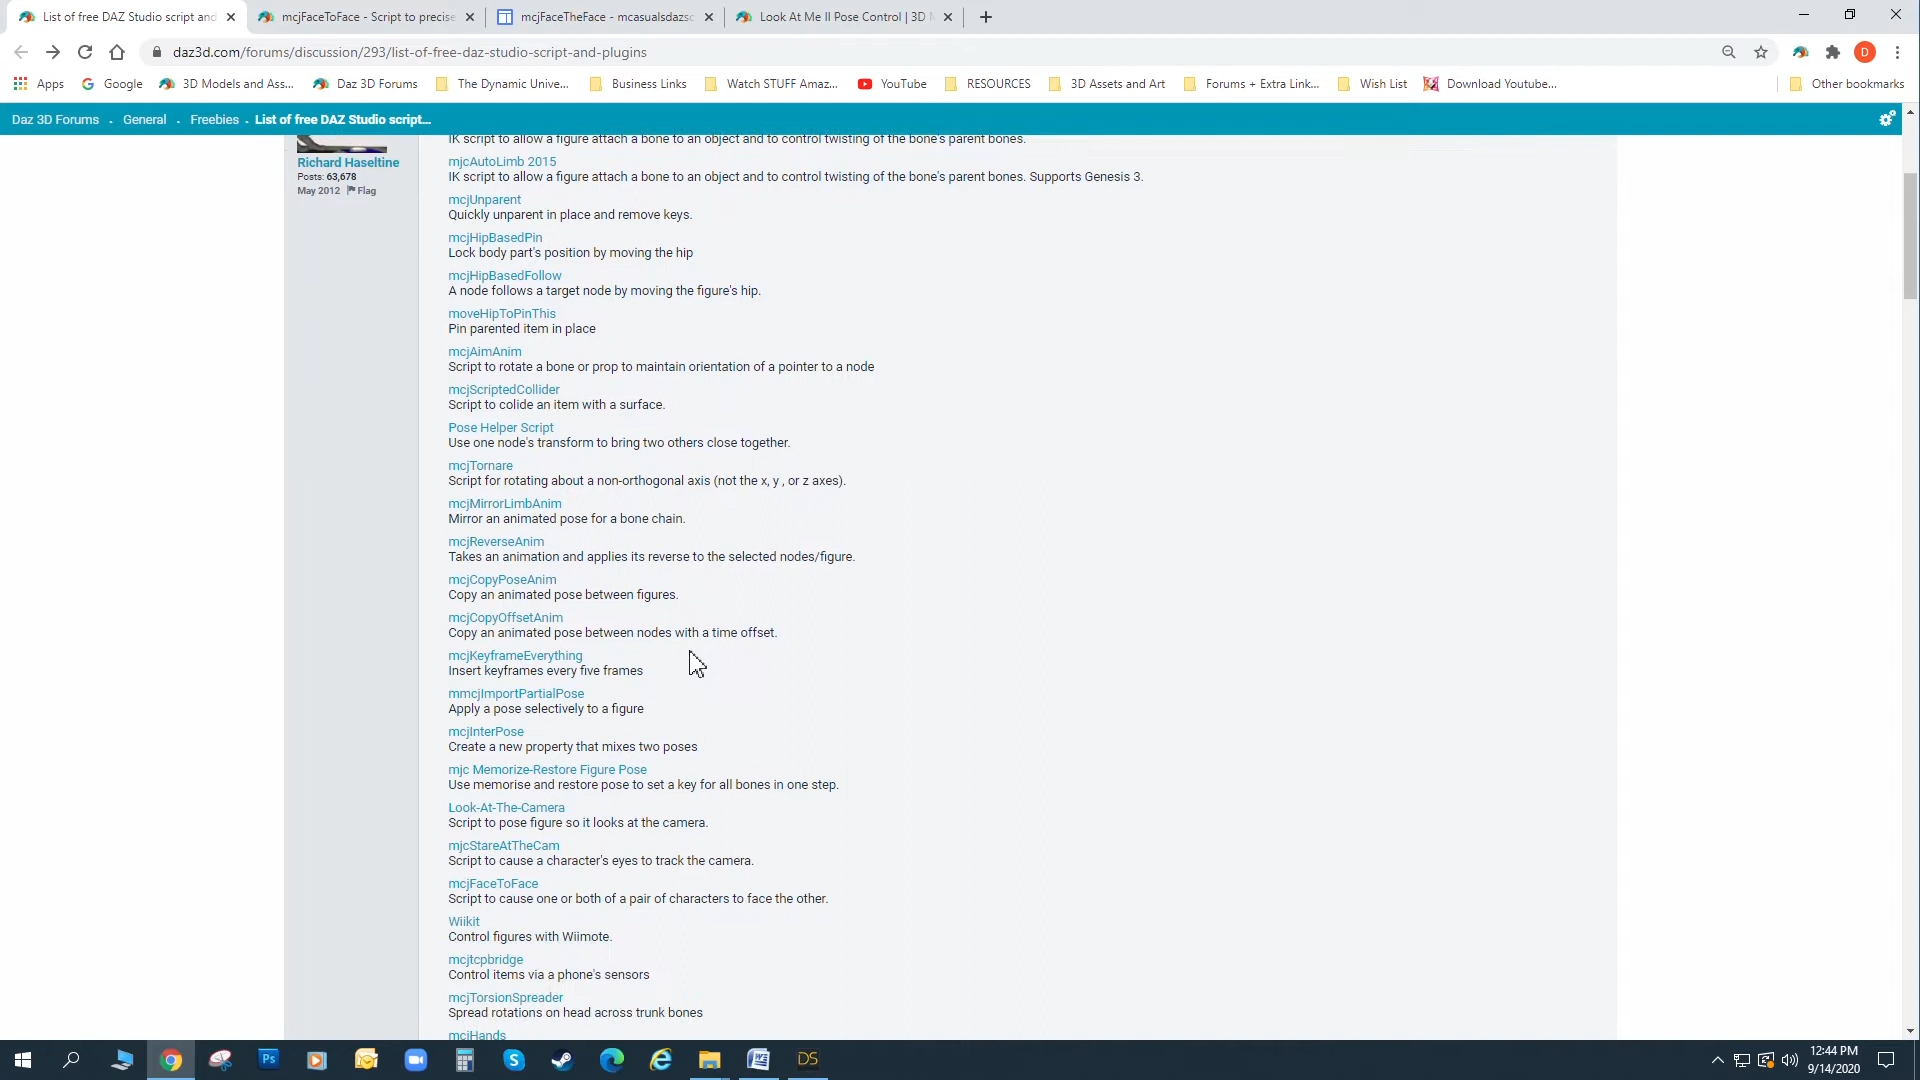 List of free DAZ Studio script and
mcjFaceToFace - Script to precise
mcjFaceTheFace - mcasualsdazsc
Look At Me II Pose Control | 3D M
daz3d.com/forums/discussion/293/list-of-free-daz-studio-script-and-plugins
D
Apps
Google
3D Models and Ass...
Daz 3D Forums
The Dynamic Unive...
Business Links
Watch STUFF Amaz...
YouTube
RESOURCES
3D Assets and Art
Forums + Extra Link...
Wish List
Download Youtube...
Other bookmarks
Daz 3D Forums . General . Freebies . List of free DAZ Studio script...
Richard Haseltine
Posts: 63,678
May 2012 Flag
IK script to allow a figure attach a bone to an object and to control twisting of the bone's parent bones.
mjcAutoLimb 2015
IK script to allow a figure attach a bone to an object and to control twisting of the bone's parent bones. Supports Genesis 3.
mcjUnparent
Quickly unparent in place and remove keys.
mcjHipBasedPin
Lock body part's position by moving the hip
mcjHipBasedFollow
A node follows a target node by moving the figure's hip.
moveHipToPinThis
Pin parented item in place
mcjAimAnim
Script to rotate a bone or prop to maintain orientation of a pointer to a node
mcjScriptedCollider
Script to colide an item with a surface.
Pose Helper Script
Use one node's transform to bring two others close together.
mcjTornare
Script for rotating about a non-orthogonal axis (not the x, y , or z axes).
mcjMirrorLimbAnim
Mirror an animated pose for a bone chain.
mcjReverseAnim
Takes an animation and applies its reverse to the selected nodes/figure.
mcjCopyPoseAnim
Copy an animated pose between figures.
mcjCopyOffsetAnim
Copy an animated pose between nodes with a time offset.
mcjKeyframeEverything
Insert keyframes every five frames
mmcjImportPartialPose
Apply a pose selectively to a figure
mcjInterPose
Create a new property that mixes two poses
mjc Memorize-Restore Figure Pose
Use memorise and restore pose to set a key for all bones in one step.
Look-At-The-Camera
Script to pose figure so it looks at the camera.
mjcStareAtTheCam
Script to cause a character's eyes to track the camera.
mcjFaceToFace
Script to cause one or both of a pair of characters to face the other.
Wiikit
Control figures with Wiimote.
mcjtcpbridge
Control items via a phone's sensors
mcjTorsionSpreader
Spread rotations on head across trunk bones
mcjHands
Ps
DS
12:44 PM
9/14/2020